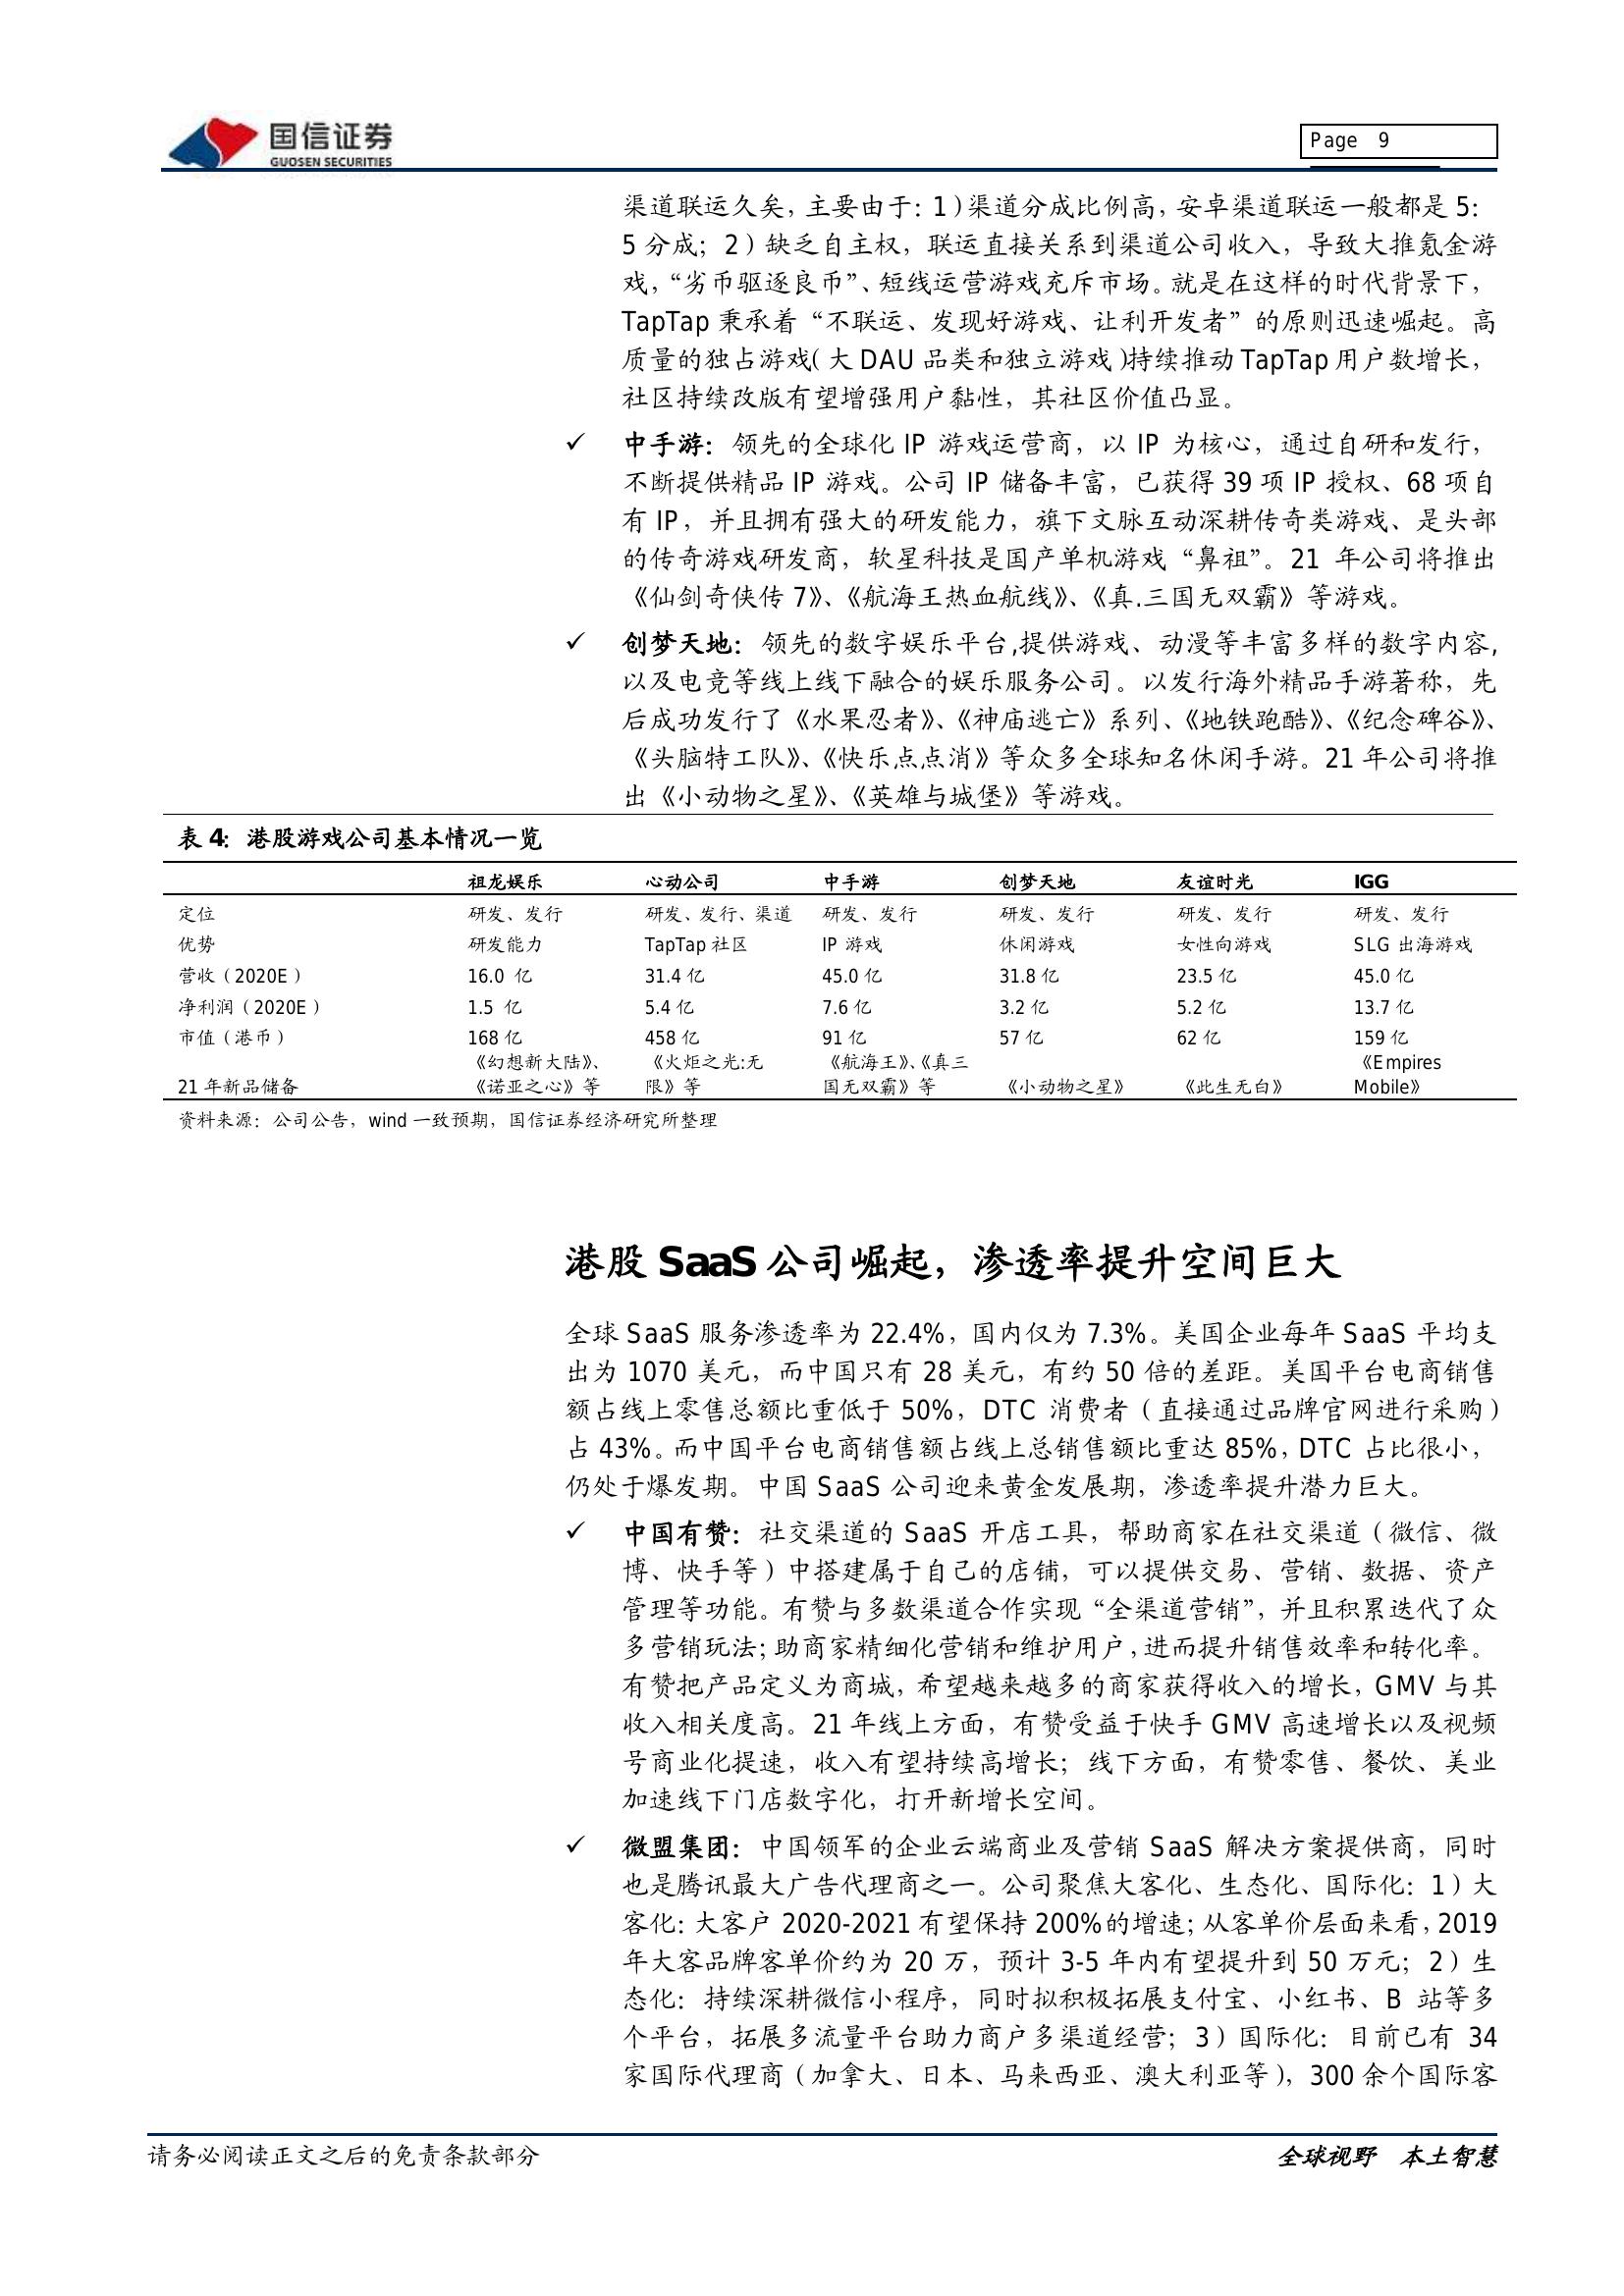 国信证券
GUOSEN SECURITIES
Page 9
渠道联运久矣，主要由于：1）渠道分成比例高，安卓渠道联运一般都是 5：
5 分成；2）缺乏自主权，联运直接关系到渠道公司收入，导致大推氪金游
戏，“劣币驱逐良币”、短线运营游戏充斥市场。就是在这样的时代背景下，
TapTap 秉承着“不联运、发现好游戏、让利开发者”的原则迅速崛起。高
质量的独占游戏（大 DAU 品类和独立游戏）持续推动 TapTap 用户数增长，
社区持续改版有望增强用户黏性，其社区价值凸显。
✓ 中手游：领先的全球化 IP 游戏运营商，以 IP 为核心，通过自研和发行，
不断提供精品 IP 游戏。公司 IP 储备丰富，已获得 39 项 IP 授权、68 项自
有 IP，并且拥有强大的研发能力，旗下文脉互动深耕传奇类游戏、是头部
的传奇游戏研发商，软星科技是国产单机游戏“鼻祖”。21 年公司将推出
《仙剑奇侠传 7》、《航海王热血航线》、《真.三国无双霸》等游戏。
✓ 创梦天地：领先的数字娱乐平台,提供游戏、动漫等丰富多样的数字内容,
以及电竞等线上线下融合的娱乐服务公司。以发行海外精品手游著称，先
后成功发行了《水果忍者》、《神庙逃亡》系列、《地铁跑酷》、《纪念碑谷》、
《头脑特工队》、《快乐点点消》等众多全球知名休闲手游。21 年公司将推
出《小动物之星》、《英雄与城堡》等游戏。
表 4：港股游戏公司基本情况一览
祖龙娱乐 心动公司 中手游 创梦天地 友谊时光 IGG
定位 研发、发行 研发、发行、渠道 研发、发行 研发、发行 研发、发行 研发、发行
优势 研发能力 TapTap 社区 IP 游戏 休闲游戏 女性向游戏 SLG 出海游戏
营收（2020E） 16.0 亿 31.4 亿 45.0 亿 31.8 亿 23.5 亿 45.0 亿
净利润（2020E） 1.5 亿 5.4 亿 7.6 亿 3.2 亿 5.2 亿 13.7 亿
市值（港币） 168 亿 458 亿 91 亿 57 亿 62 亿 159 亿
《幻想新大陆》、 《火炬之光:无 《航海王》、《真三 《Empires
21 年新品储备 《诺亚之心》等 限》等 国无双霸》等 《小动物之星》 《此生无白》 Mobile》
资料来源：公司公告，wind 一致预期，国信证券经济研究所整理
港股 SaaS 公司崛起，渗透率提升空间巨大
全球 SaaS 服务渗透率为 22.4%，国内仅为 7.3%。美国企业每年 SaaS 平均支
出为 1070 美元，而中国只有 28 美元，有约 50 倍的差距。美国平台电商销售
额占线上零售总额比重低于 50%，DTC 消费者（直接通过品牌官网进行采购）
占 43%。而中国平台电商销售额占线上总销售额比重达 85%，DTC 占比很小，
仍处于爆发期。中国 SaaS 公司迎来黄金发展期，渗透率提升潜力巨大。
✓ 中国有赞：社交渠道的 SaaS 开店工具，帮助商家在社交渠道（微信、微
博、快手等）中搭建属于自己的店铺，可以提供交易、营销、数据、资产
管理等功能。有赞与多数渠道合作实现“全渠道营销”，并且积累迭代了众
多营销玩法；助商家精细化营销和维护用户，进而提升销售效率和转化率。
有赞把产品定义为商城，希望越来越多的商家获得收入的增长，GMV 与其
收入相关度高。21 年线上方面，有赞受益于快手 GMV 高速增长以及视频
号商业化提速，收入有望持续高增长；线下方面，有赞零售、餐饮、美业
加速线下门店数字化，打开新增长空间。
✓ 微盟集团：中国领军的企业云端商业及营销 SaaS 解决方案提供商，同时
也是腾讯最大广告代理商之一。公司聚焦大客化、生态化、国际化：1）大
客化：大客户 2020-2021 有望保持 200%的增速；从客单价层面来看，2019
年大客品牌客单价约为 20 万，预计 3-5 年内有望提升到 50 万元；2）生
态化：持续深耕微信小程序，同时拟积极拓展支付宝、小红书、B 站等多
个平台，拓展多流量平台助力商户多渠道经营；3）国际化：目前已有 34
家国际代理商（加拿大、日本、马来西亚、澳大利亚等），300 余个国际客
请务必阅读正文之后的免责条款部分 全球视野 本土智慧